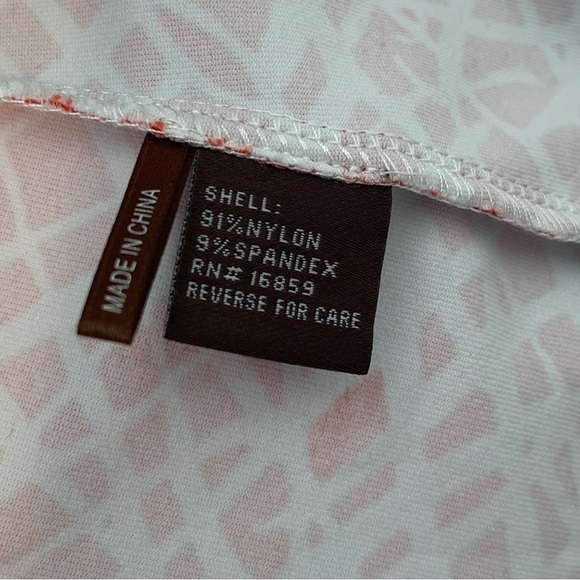 MADE IN CHINA
SHELL:
91%NYLON
9%SPANDEX
RN# 16859
REVERSE FOR CARE